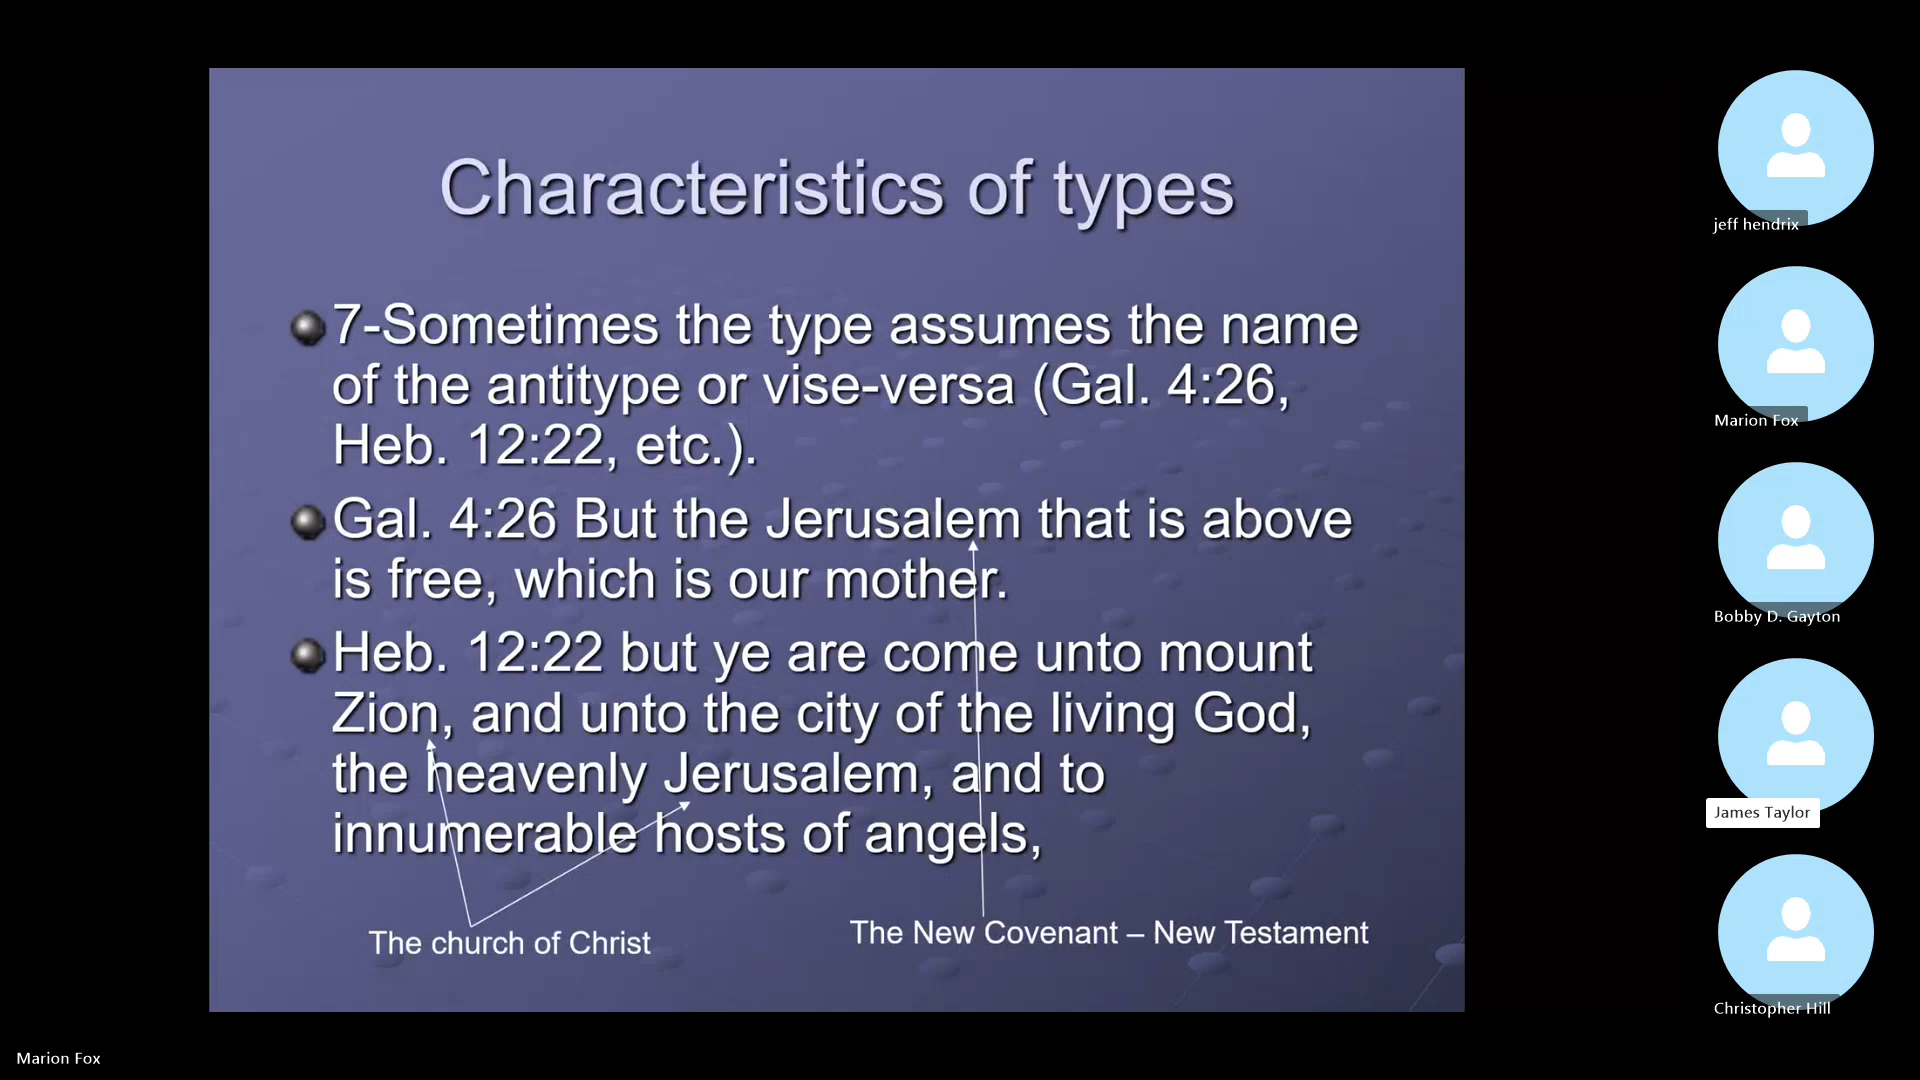 Characteristics of types
7-Sometimes the type assumes the name
of the antitype or vise-versa (Gal. 4:26,
Heb. 12:22, etc.).
Gal. 4:26 But the Jerusalem that is above
is free, which is our mother.
Heb. 12:22 but ye are come unto mount
Zion, and unto the city of the living God,
the heavenly Jerusalem, and to
innumerable hosts of angels,
The church of Christ
The New Covenant – New Testament
jeff hendrix
Marion Fox
Bobby D. Gayton
James Taylor
Christopher Hill
Marion Fox